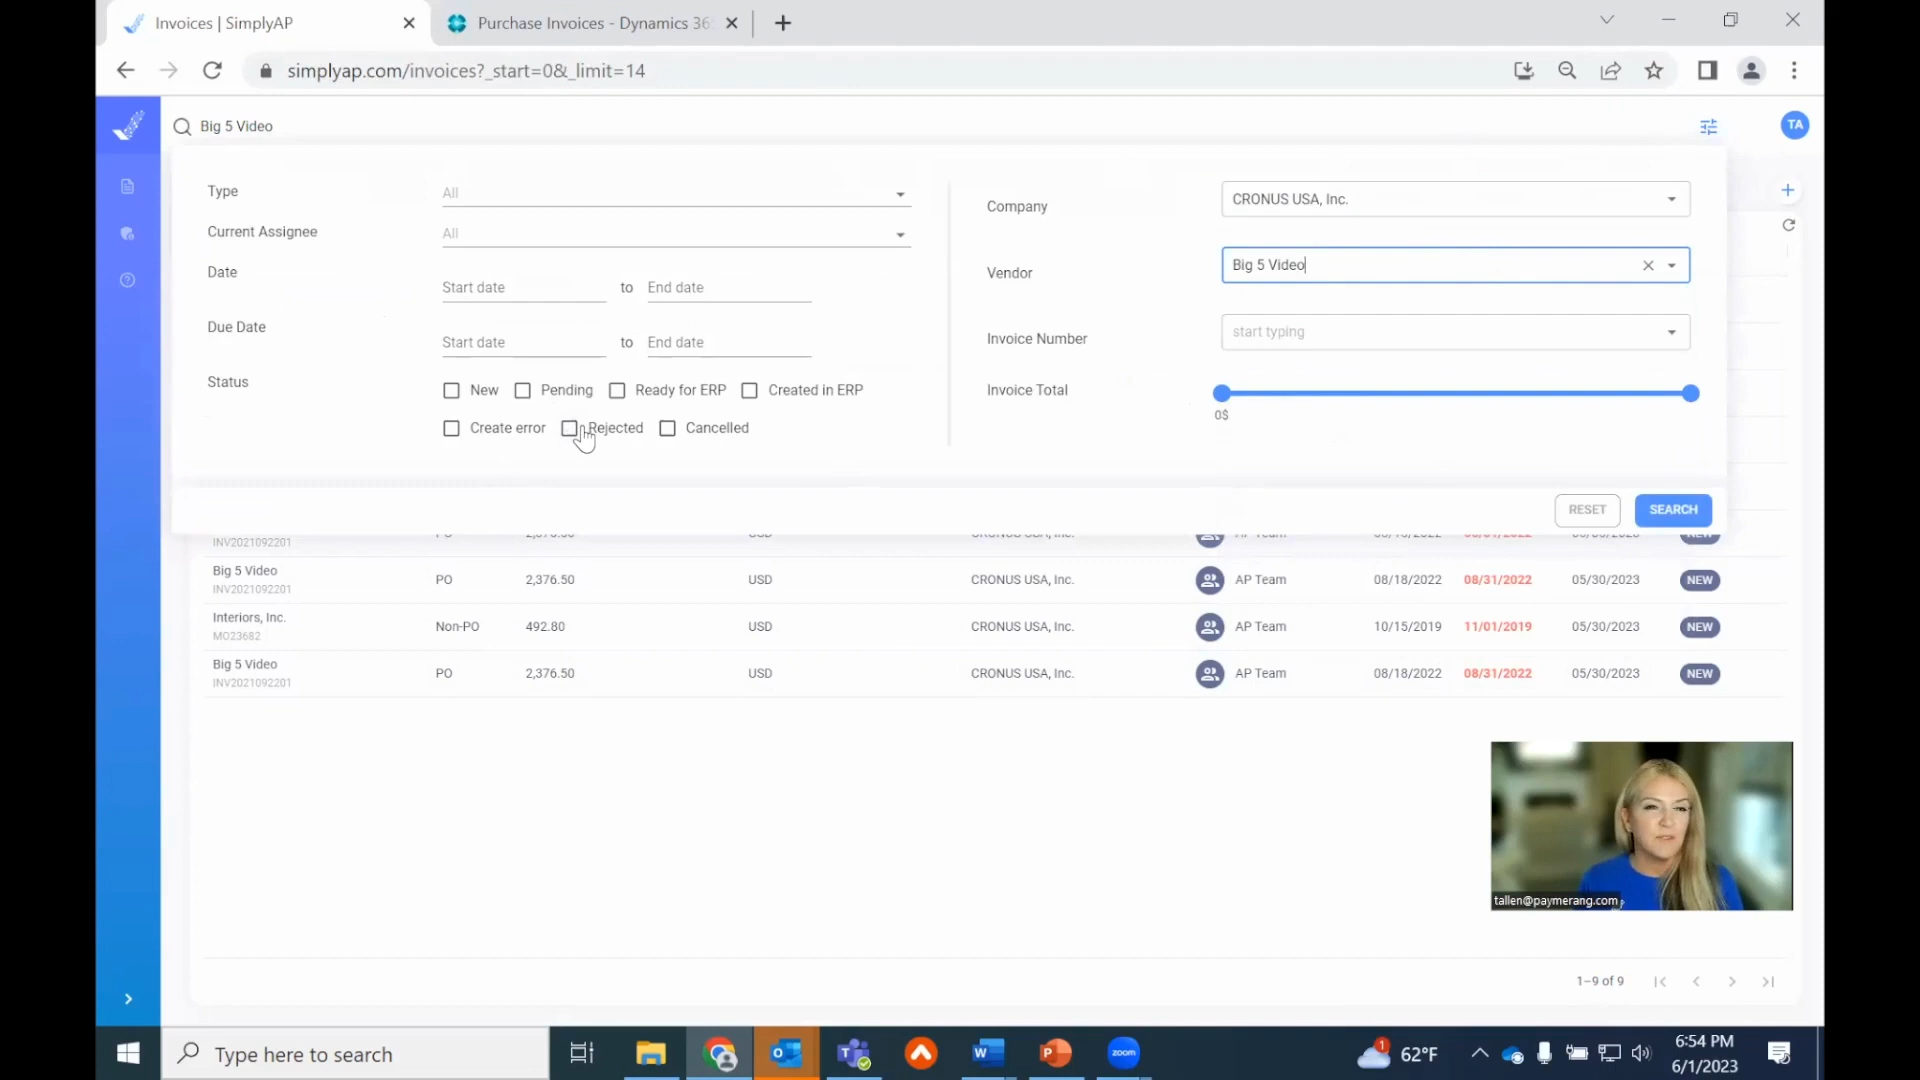 Invoices | SimplyAP
Purchase Invoices - Dynamics 36
simplyap.com/invoices?_start=0&_limit=14
Big 5 Video
TA
Type
All
Company
CRONUS USA, Inc.
Current Assignee
All
Date
Start date to End date
Vendor
Big 5 Video
Due Date
Start date to End date
Invoice Number
start typing
Status
New Pending Ready for ERP Created in ERP
Create error Rejected Cancelled
Invoice Total
0$
RESET SEARCH
INV2021092201
Big 5 Video
INV2021092201
PO 2,376.50 USD CRONUS USA, Inc. AP Team 08/18/2022 08/31/2022 05/30/2023 NEW
Interiors, Inc.
MO23682
Non-PO 492.80 USD CRONUS USA, Inc. AP Team 10/15/2019 11/01/2019 05/30/2023 NEW
Big 5 Video
INV2021092201
PO 2,376.50 USD CRONUS USA, Inc. AP Team 08/18/2022 08/31/2022 05/30/2023 NEW
tallen@paymerang.com
1–9 of 9
Type here to search
zoom
1
62°F
6:54 PM
6/1/2023